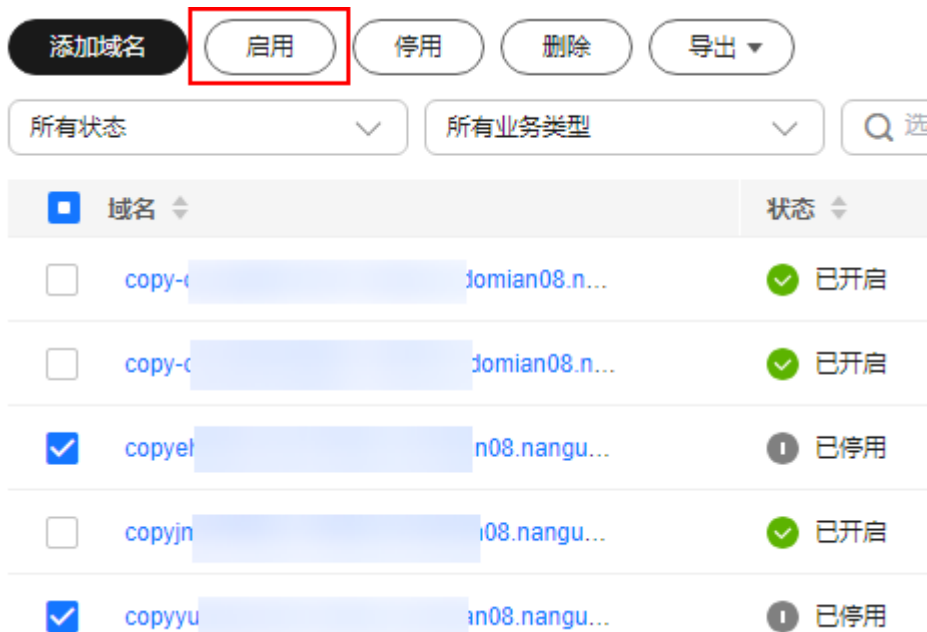 添加域名 启用 停用 删除 导出
所有状态 所有业务类型 选
域名 状态
copy- domian08.n... 已开启
copy- domian08.n... 已开启
copyeh n08.nangu... 已停用
copyjn 08.nangu... 已开启
copyyu an08.nangu... 已停用